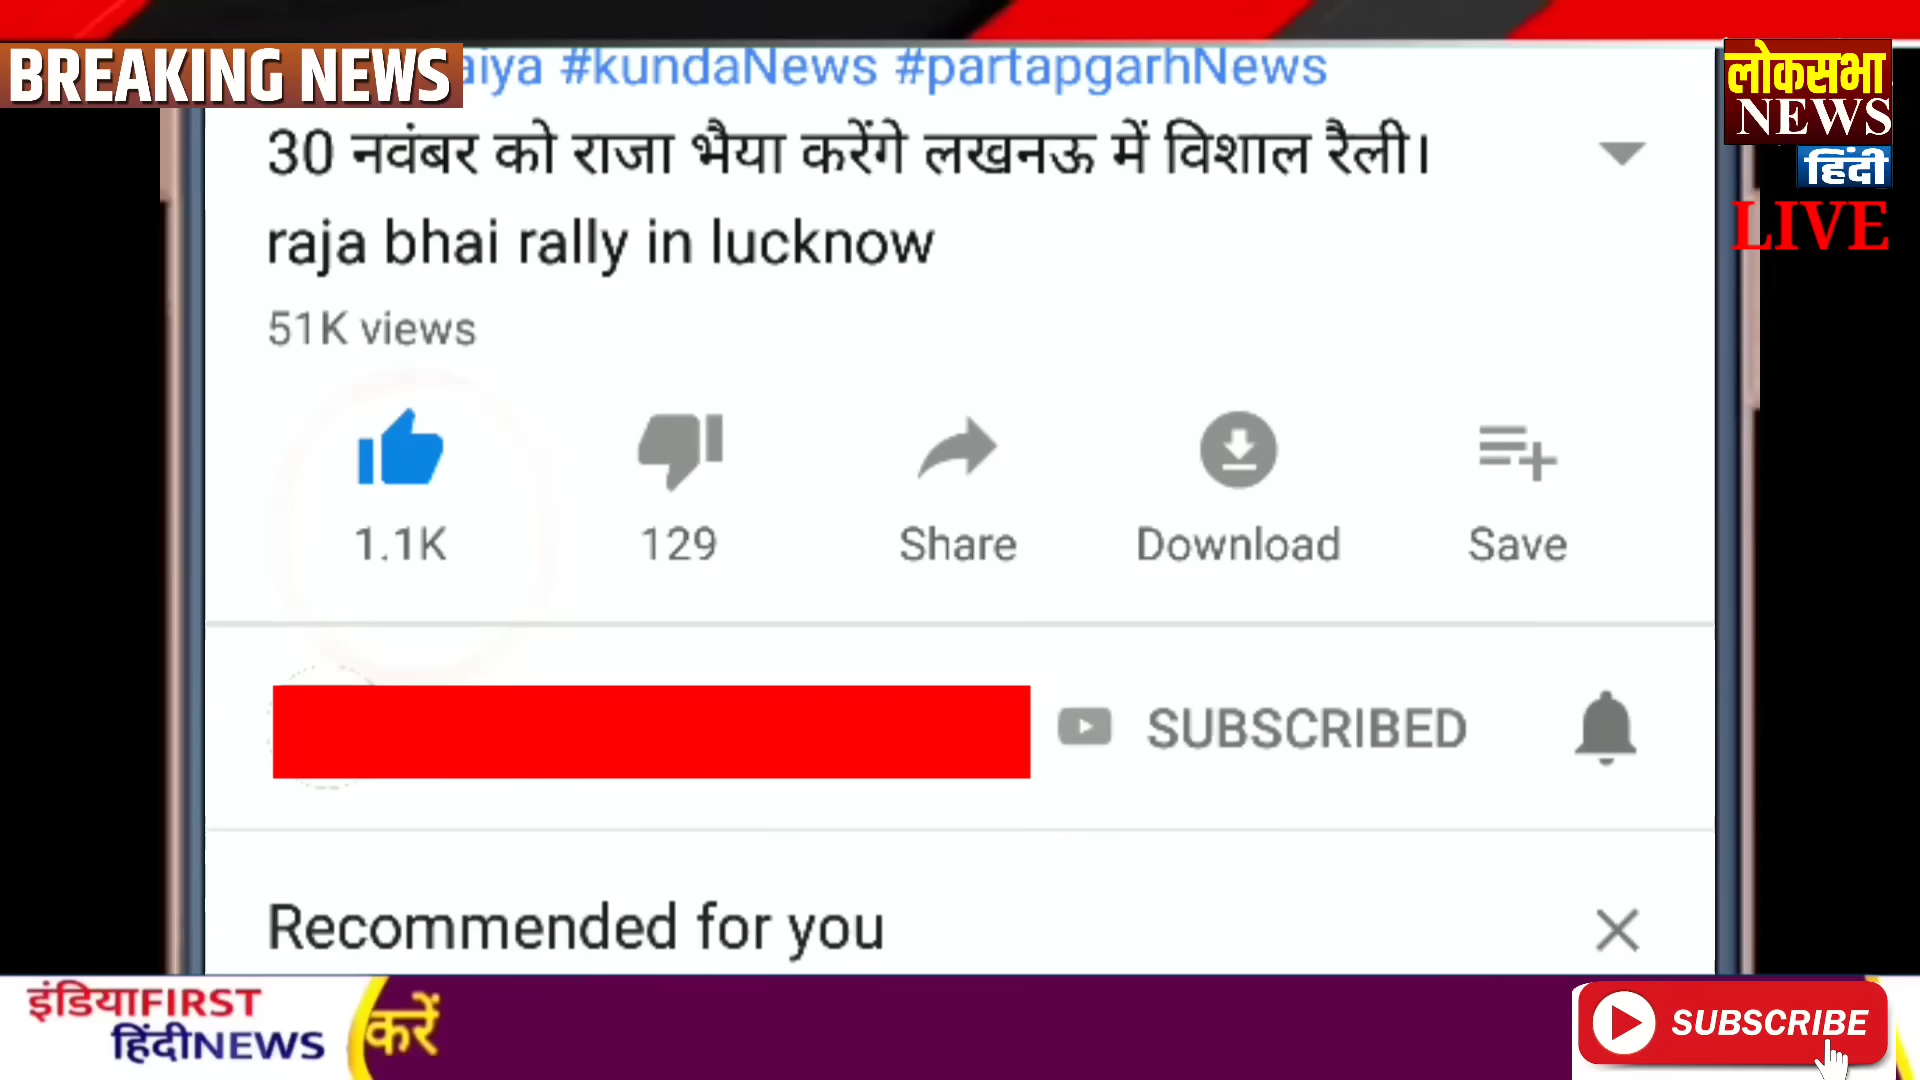 BREAKING NEWS
#kundaNews #partapgarhNews
लोकसभा
NEWS
हिंदी
LIVE
30 नवंबर को राजा भैया करेंगे लखनऊ में विशाल रैली।
raja bhai rally in lucknow
51K views
1.1K 129 Share Download Save
SUBSCRIBED
Recommended for you
इंडियाFIRST
हिंदीNEWS
करें
SUBSCRIBE